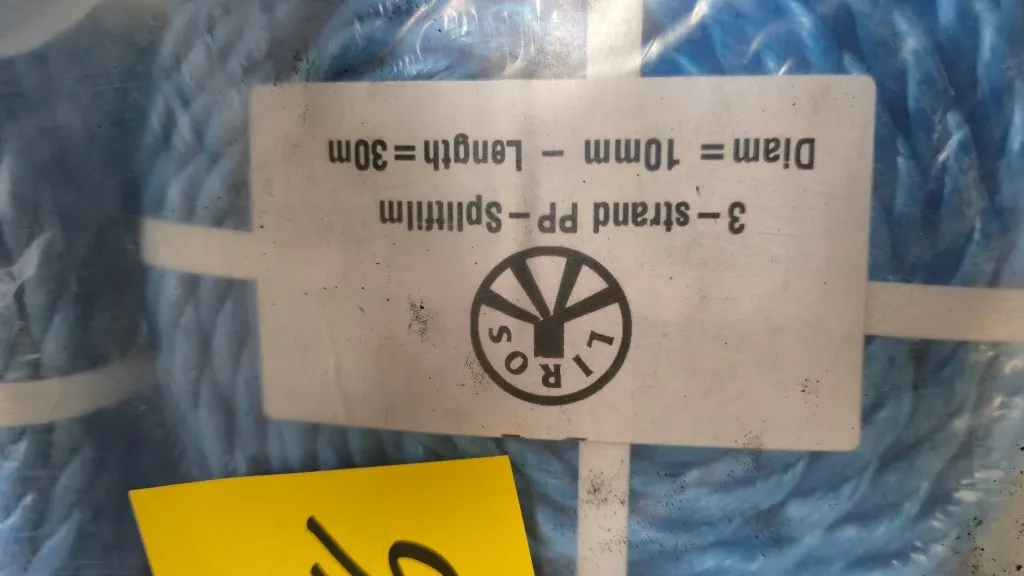 LIROS
3-strand PP-Splitfilm
Diam = 10mm - Length=30m